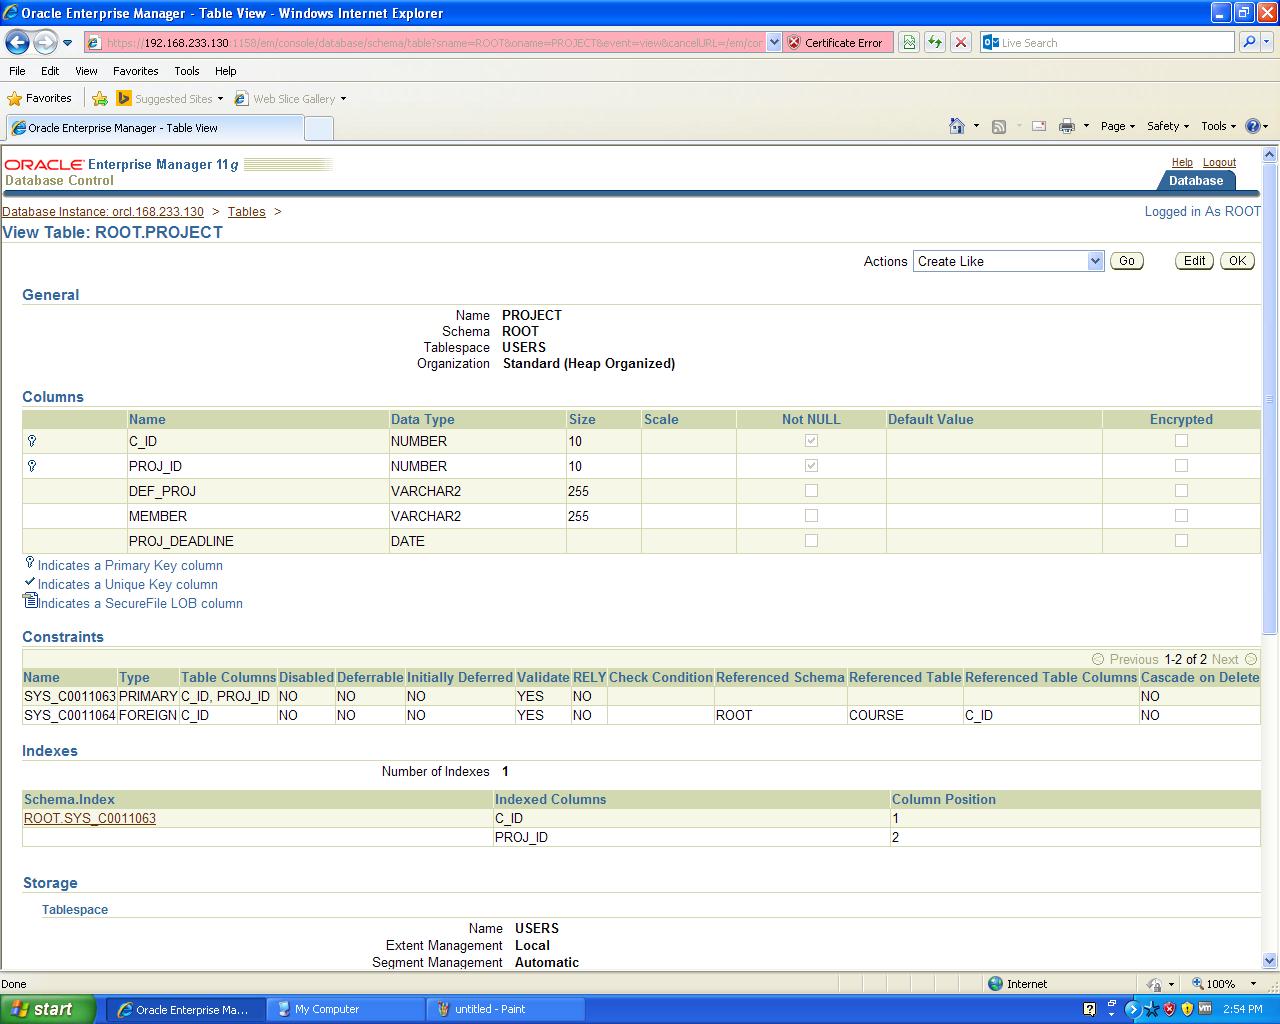 Oracle Enterprise Manager - Table View - Windows Internet Explorer
https://192.168.233.130:1158/em/console/database/schema/table?sname=ROOT&oname=PROJECT&event=view&cancelURL=/em/cor Certificate Error Live Search
File Edit View Favorites Tools Help
Favorites Suggested Sites Web Slice Gallery
Oracle Enterprise Manager - Table View Page Safety Tools
ORACLE Enterprise Manager 11g Help Logout
Database Control Database
Database Instance: orcl.168.233.130 > Tables > Logged in As ROOT
View Table: ROOT.PROJECT
Actions Create Like Go Edit OK
General
Name PROJECT
Schema ROOT
Tablespace USERS
Organization Standard (Heap Organized)
Columns
Name Data Type Size Scale Not NULL Default Value Encrypted
C_ID NUMBER 10
PROJ_ID NUMBER 10
DEF_PROJ VARCHAR2 255
MEMBER VARCHAR2 255
PROJ_DEADLINE DATE
Indicates a Primary Key column
Indicates a Unique Key column
Indicates a SecureFile LOB column
Constraints
Previous 1-2 of 2 Next
Name Type Table Columns Disabled Deferrable Initially Deferred Validate RELY Check Condition Referenced Schema Referenced Table Referenced Table Columns Cascade on Delete
SYS_C0011063 PRIMARY C_ID, PROJ_ID NO NO NO YES NO NO
SYS_C0011064 FOREIGN C_ID NO NO NO YES NO ROOT COURSE C_ID NO
Indexes
Number of Indexes 1
Schema.Index Indexed Columns Column Position
ROOT.SYS_C0011063 C_ID 1
PROJ_ID 2
Storage
Tablespace
Name USERS
Extent Management Local
Segment Management Automatic
Done Internet 100%
start Oracle Enterprise Ma... My Computer untitled - Paint 2:54 PM